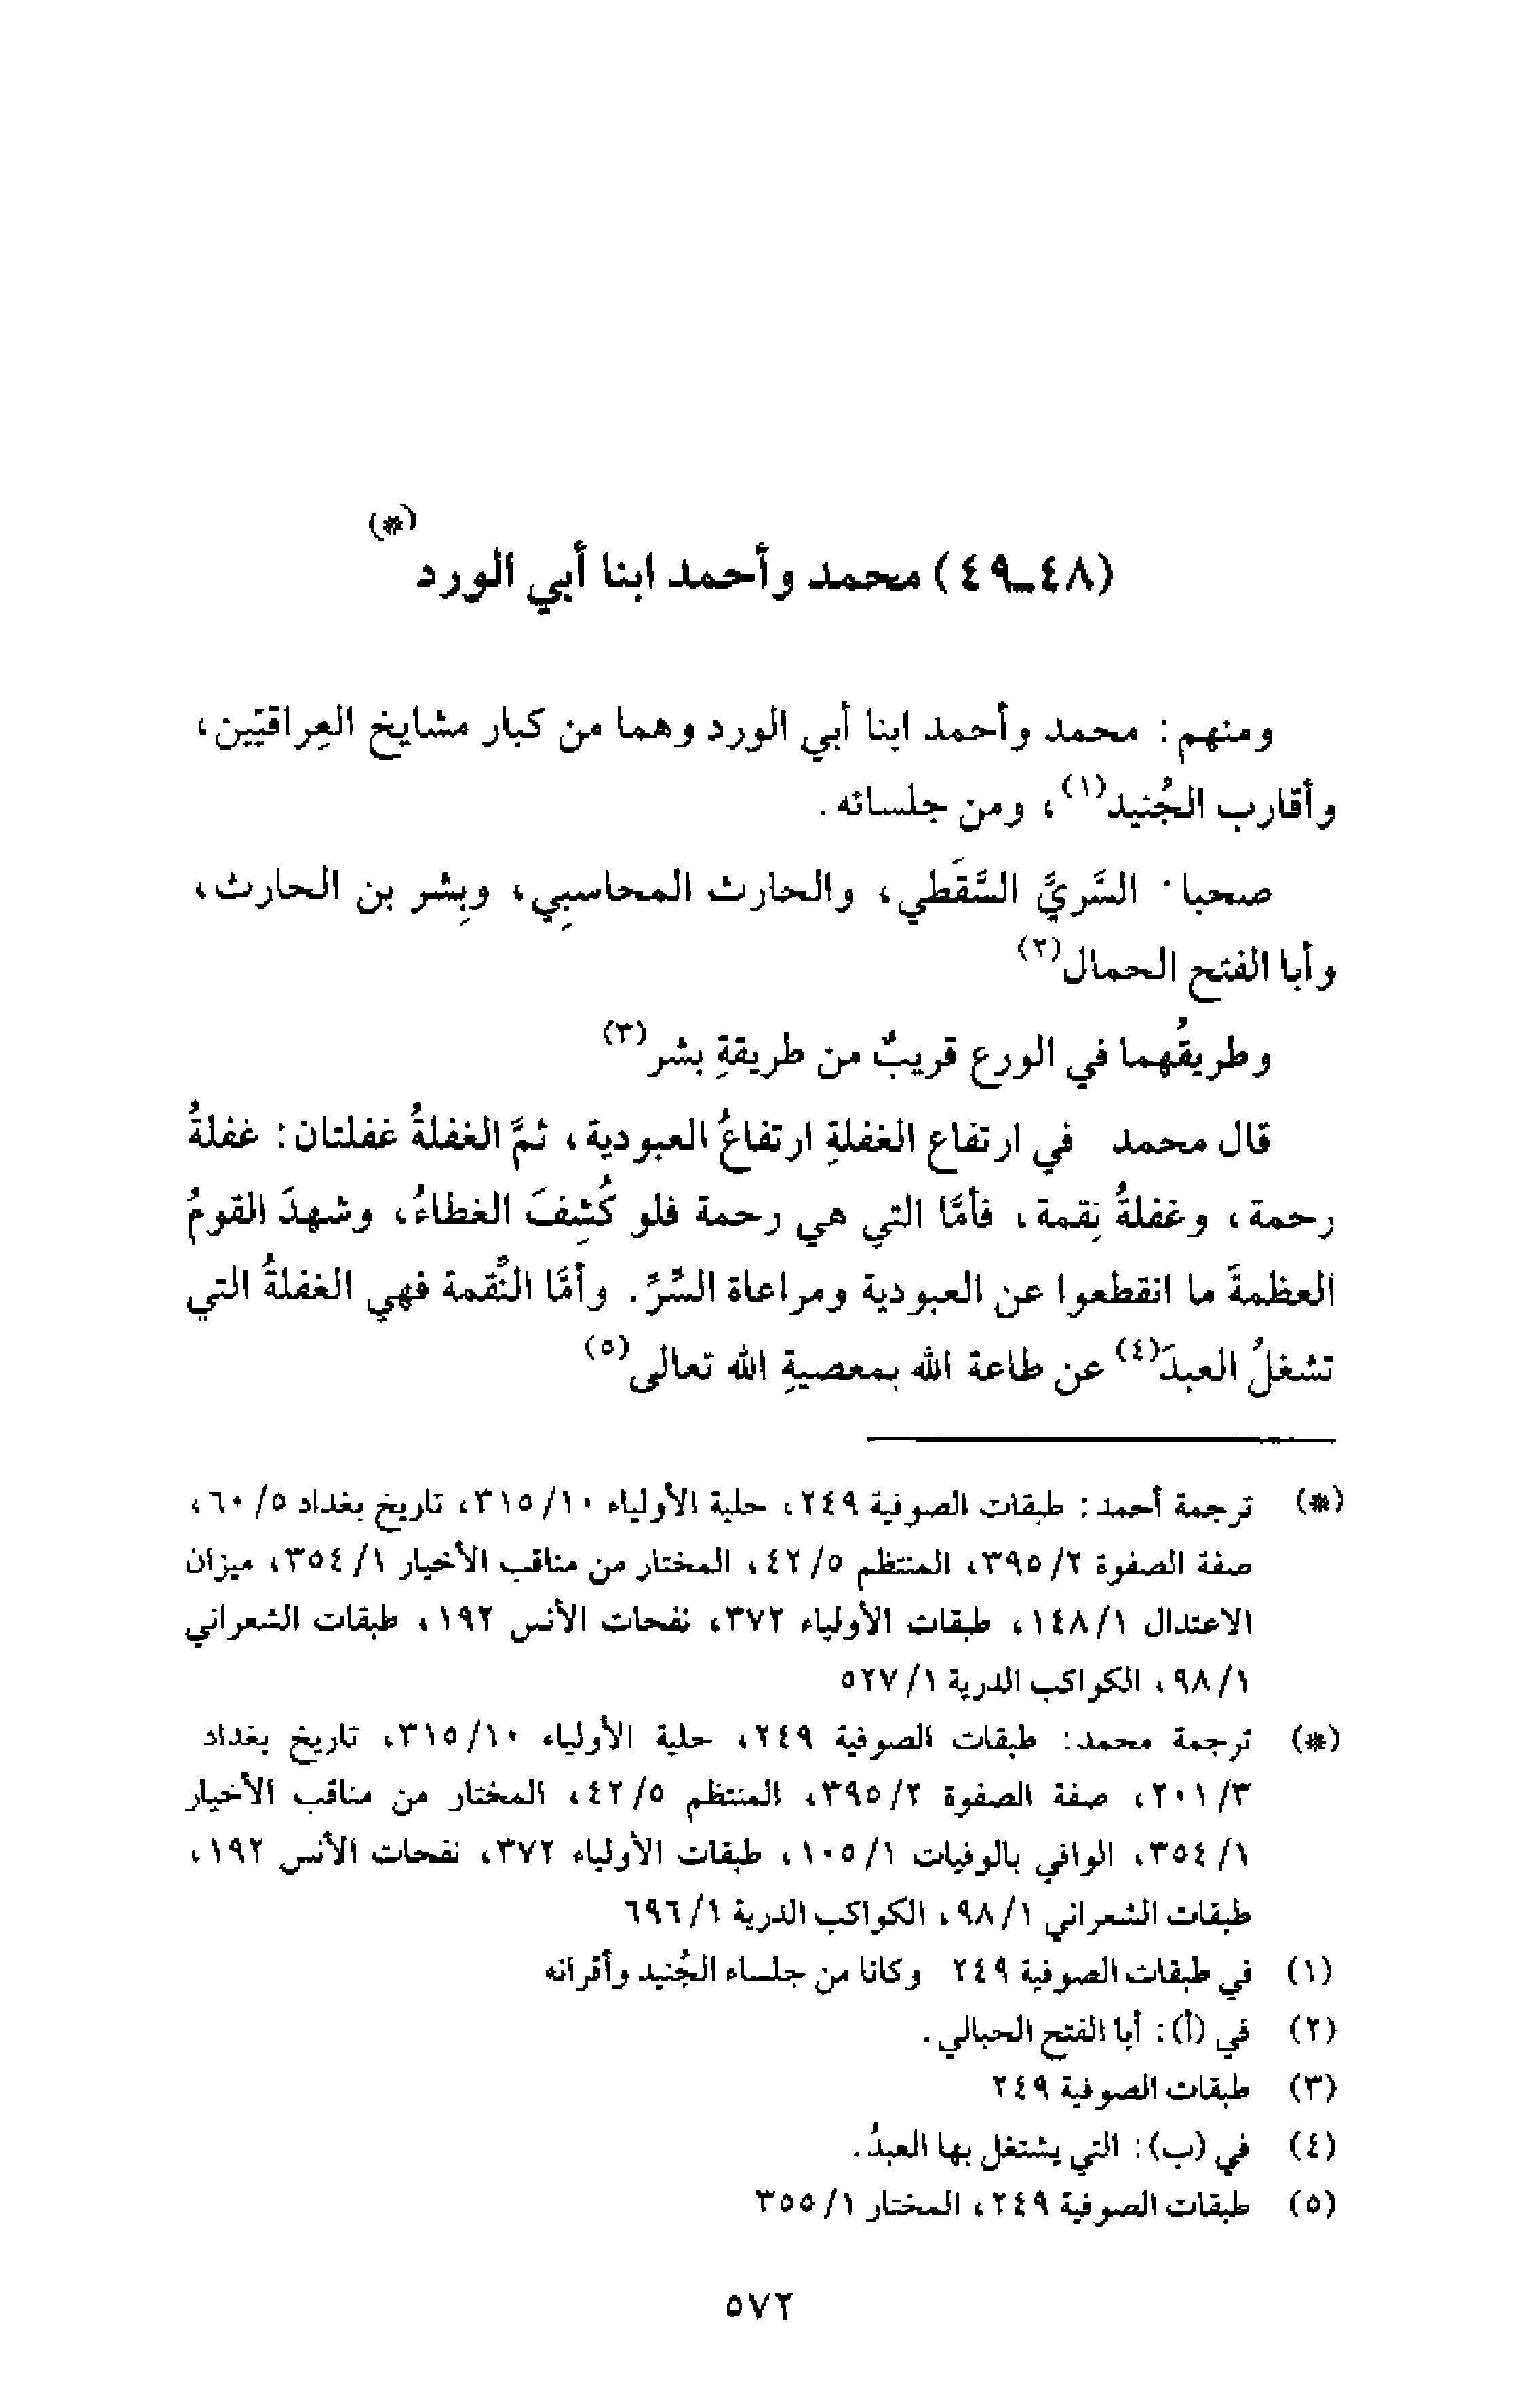 (٤٨ـ٤٩) محمد وأحمد ابنا أبي الورد(*)
ومنهم: محمد وأحمد ابنا أبي الورد وهما من كبار مشايخ العِراقيّين،
وأقارب الجُنيد(١)، ومن جلسائه.
صحبا السَّريَّ السَّقَطي، والحارث المحاسبِي، وبِشر بن الحارث،
وأبا الفتح الحمال(٢)
وطريقُهما في الورع قريبٌ من طريقةِ بشر(٣)
قال محمد في ارتفاع الغفلةِ ارتفاعُ العبودية، ثمَّ الغفلةُ غفلتان: غفلةُ
رحمة، وغفلةُ نِقمة، فأمَّا التي هي رحمة فلو كُشِفَ الغطاءُ، وشهدَ القومُ
العظمةَ ما انقطعوا عن العبودية ومراعاة السِّرِّ. وأمَّا النِّقمة فهي الغفلةُ التي
تشغلُ العبدَ(٤) عن طاعة الله بمعصيةِ الله تعالى(٥)
(*) ترجمة أحمد: طبقات الصوفية ٢٤٩، حلية الأولياء ١٠/٣١٥، تاريخ بغداد ٥/٦٠،
صفة الصفوة ٢/٣٩٥، المنتظم ٥/٤٢، المختار من مناقب الأخيار ١/٣٥٤، ميزان
الاعتدال ١/١٤٨، طبقات الأولياء ٣٧٢، نفحات الأنس ١٩٢، طبقات الشعراني
١/٩٨، الكواكب الدرية ١/٥٢٧
(*) ترجمة محمد: طبقات الصوفية ٢٤٩، حلية الأولياء ١٠/٣١٥، تاريخ بغداد
٣/٢٠١، صفة الصفوة ٢/٣٩٥، المنتظم ٥/٤٢، المختار من مناقب الأخيار
١/٣٥٤، الوافي بالوفيات ١/١٠٥، طبقات الأولياء ٣٧٢، نفحات الأنس ١٩٢،
طبقات الشعراني ١/٩٨، الكواكب الدرية ١/٦٩٦
(١) في طبقات الصوفية ٢٤٩ وكانا من جلساء الجُنيد وأقرانه
(٢) في (أ): أبا الفتح الحبالي.
(٣) طبقات الصوفية ٢٤٩
(٤) في (ب): التي يشتغل بها العبدُ.
(٥) طبقات الصوفية ٢٤٩، المختار ١/٣٥٥
٥٧٢